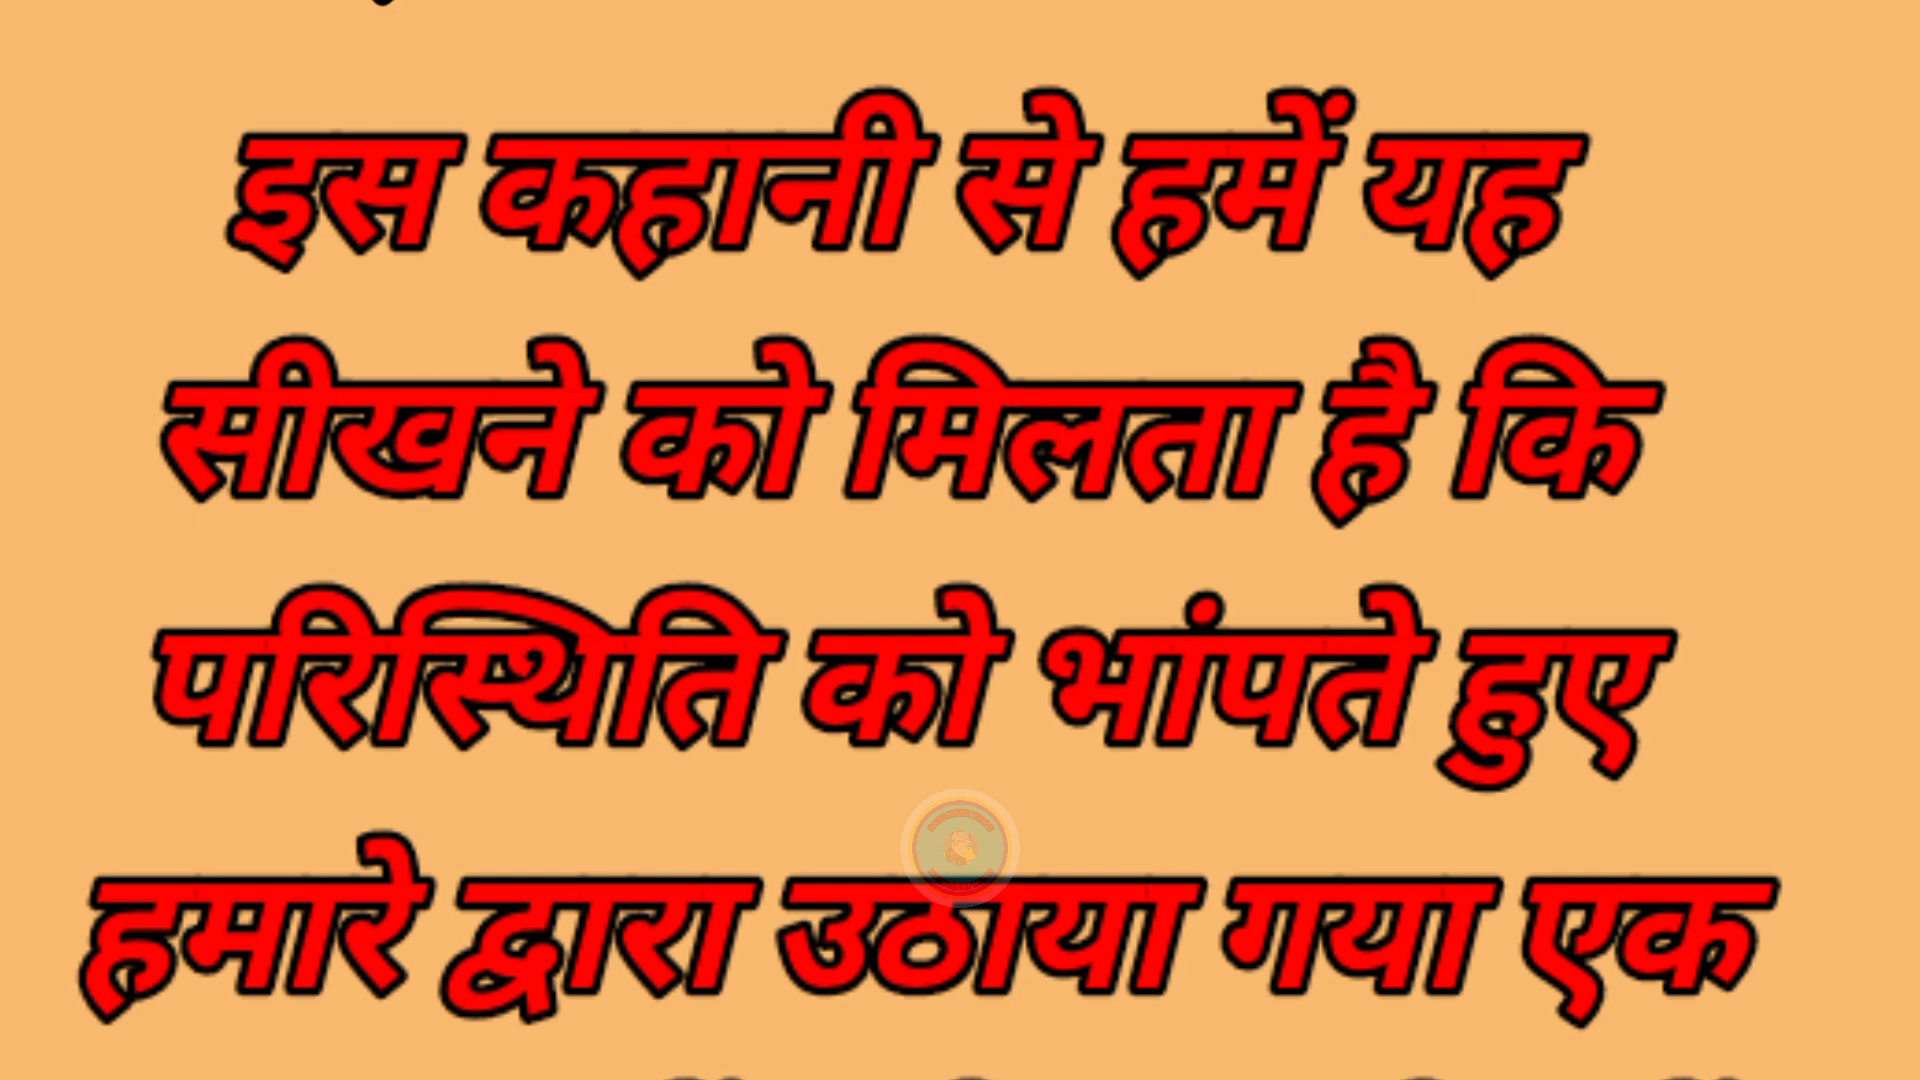 इस कहानी से हमें यह
सीखने को मिलता है कि
परिस्थिति को भांपते हुए
हमारे द्वारा उठाया गया एक